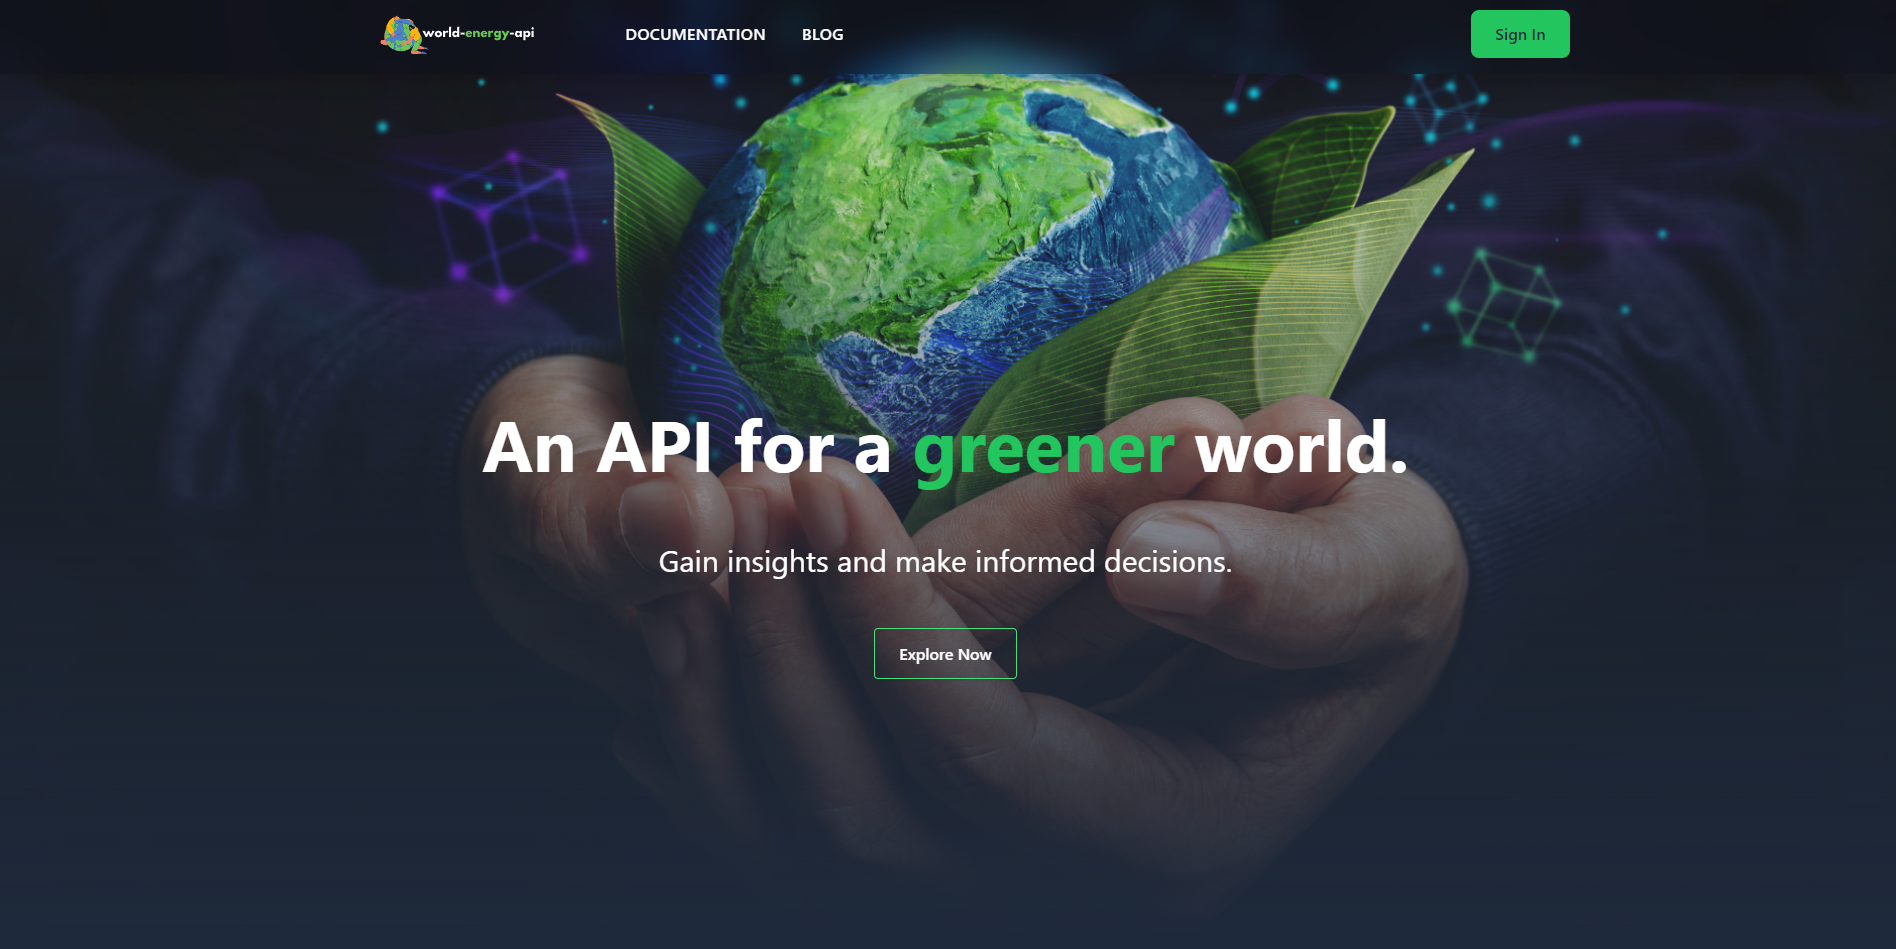 world-energy-api
DOCUMENTATION
BLOG
Sign In
An API for a greener world.
Gain insights and make informed decisions.
Explore Now